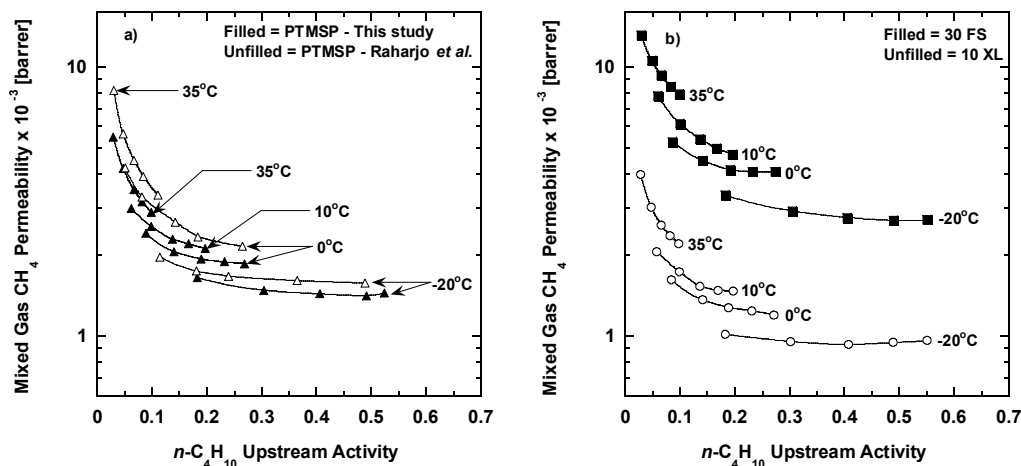 a)
Filled = PTMSP - This study
Unfilled = PTMSP - Raharjo et al.
10
1
Mixed Gas CH4 Permeability x 10⁻³ [barrer]
35°C
35°C
10°C
0°C
-20°C
0 0.1 0.2 0.3 0.4 0.5 0.6 0.7
n-C4H10 Upstream Activity
b)
Filled = 30 FS
Unfilled = 10 XL
10
1
Mixed Gas CH4 Permeability x 10⁻³ [barrer]
35°C
10°C
0°C
-20°C
35°C
10°C
0°C
-20°C
0 0.1 0.2 0.3 0.4 0.5 0.6 0.7
n-C4H10 Upstream Activity